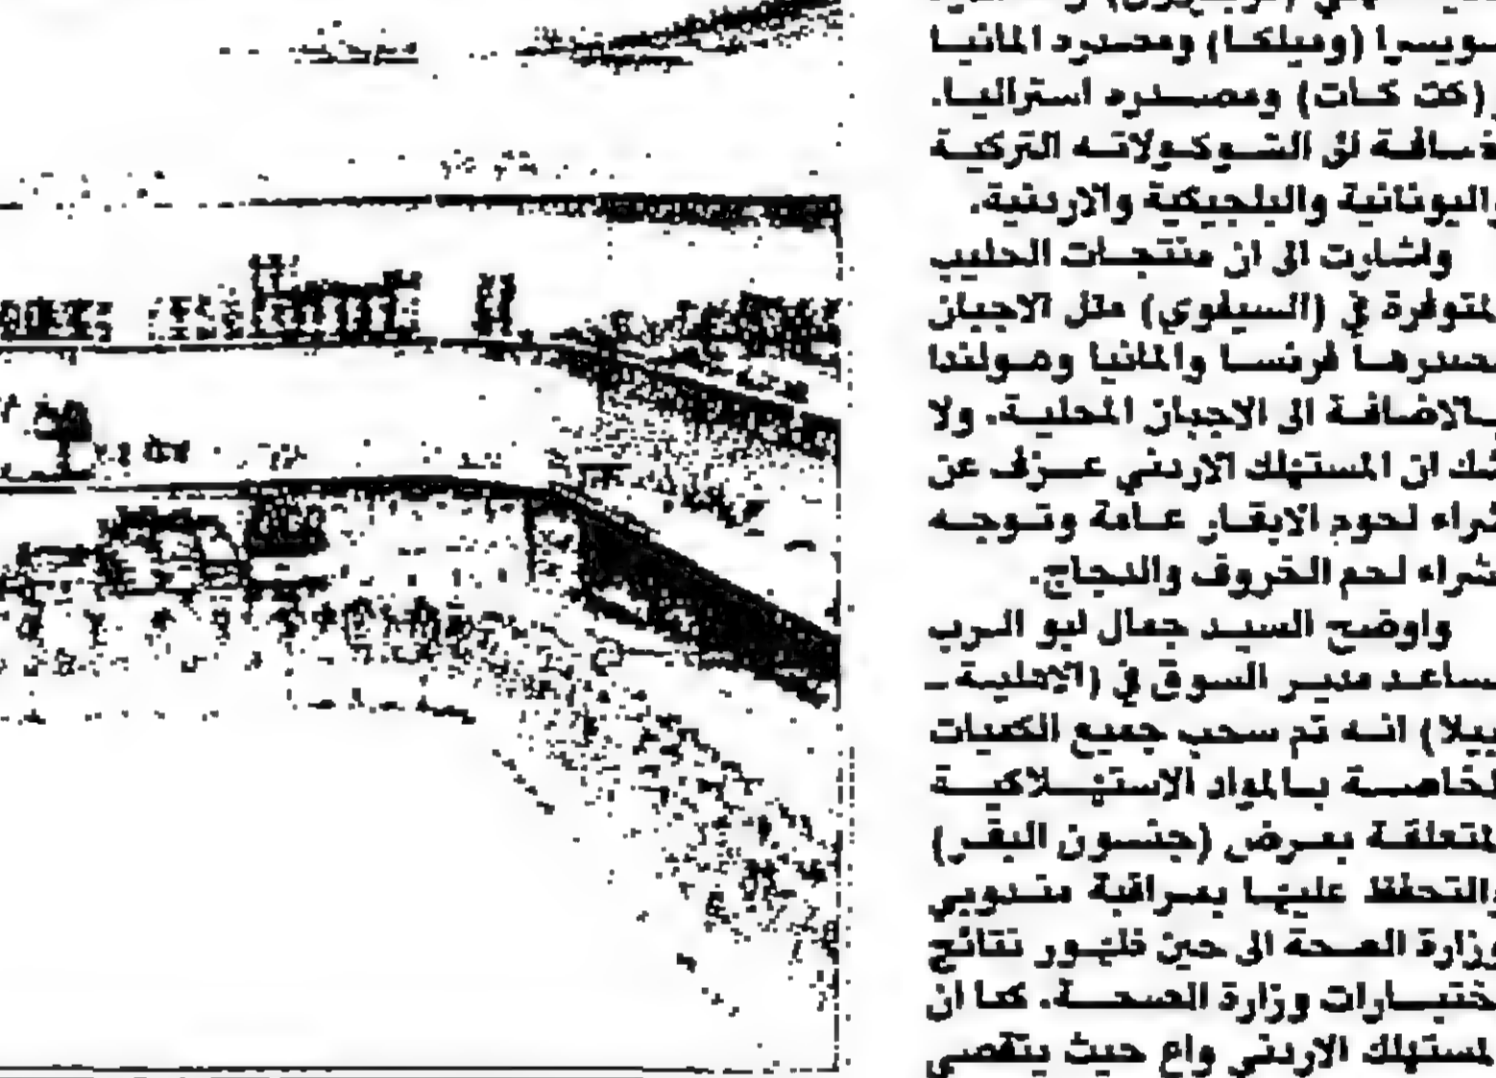 سويسرا (وميلكا) ومصدره المانيا
(كت كات) ومصدره استراليا.
اضافة لل الشوكولاته التركية
واليونانية والبلجيكية والاردنية.
واشارت الى ان منتجات الحليب
المتوفرة في (السيفوي) مثل الاجبان
مصدرها فرنسا والمانيا وهولندا
بالاضافة الى الاجبان المحلية. ولا
شك ان المستهلك الاردني عزف عن
شراء لحوم الابقار عامة وتوجه
لشراء لحم الخروف والدجاج.
واوضح السيد جمال ابو الرب
مساعد مدير السوق في (الاهلية ـ
انه تم سحب جميع الكميات
الخاصة بالمواد الاستهلاكية
المتعلقة بمرض (جنون البقر)
والتحفظ عليها بمراقبة مندوبي
وزارة الصحة الى حين ظهور نتائج
اختبارات وزارة الصحة. كما ان
المستهلك الاردني واع حيث يتقصى